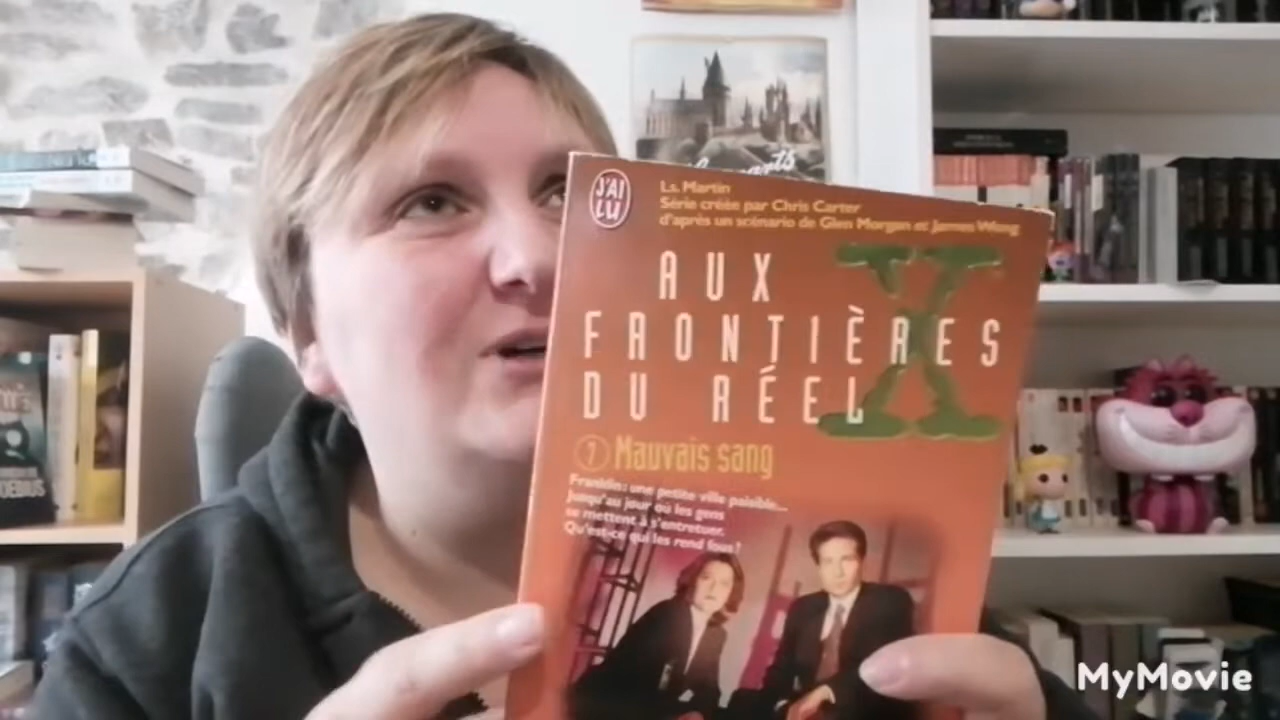 J'AI
LU
L.s. Martin
Série créée par Chris Carter
d'après un scénario de Glen Morgan et James Wong
AUX
FRONTIÈRES
DU RÉEL
X
7 Mauvais sang
Franklin : une petite ville paisible...
Jusqu'au jour où les gens
se mettent à s'entretuer.
Qu'est-ce qui les rend fous ?
MyMovie